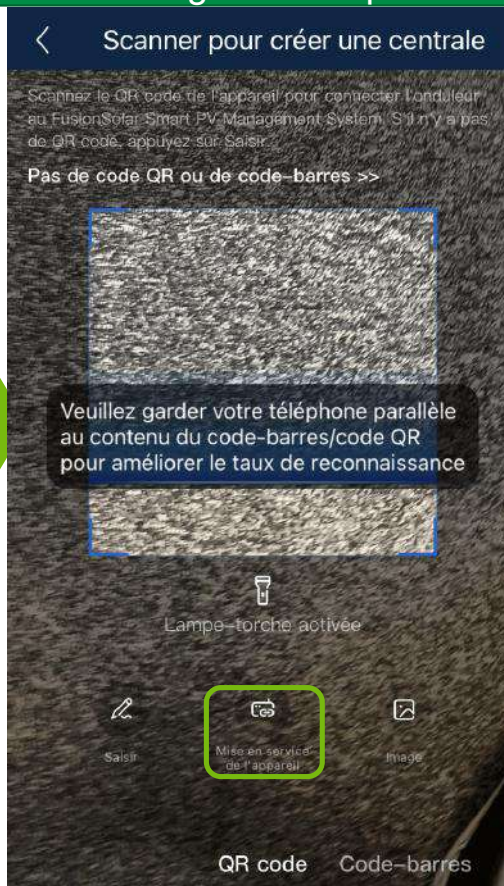 Scanner pour créer une centrale
Scannez le QR code de l'appareil pour connecter l'onduleur
au FusionSolar Smart PV Management System. S'il n'y a pas
de QR code, appuyez sur Saisir.
Pas de code QR ou de code-barres >>
Veuillez garder votre téléphone parallèle
au contenu du code-barres/code QR
pour améliorer le taux de reconnaissance
Lampe-torche activée
Saisir
Mise en service
de l'appareil
Image
QR code Code-barres